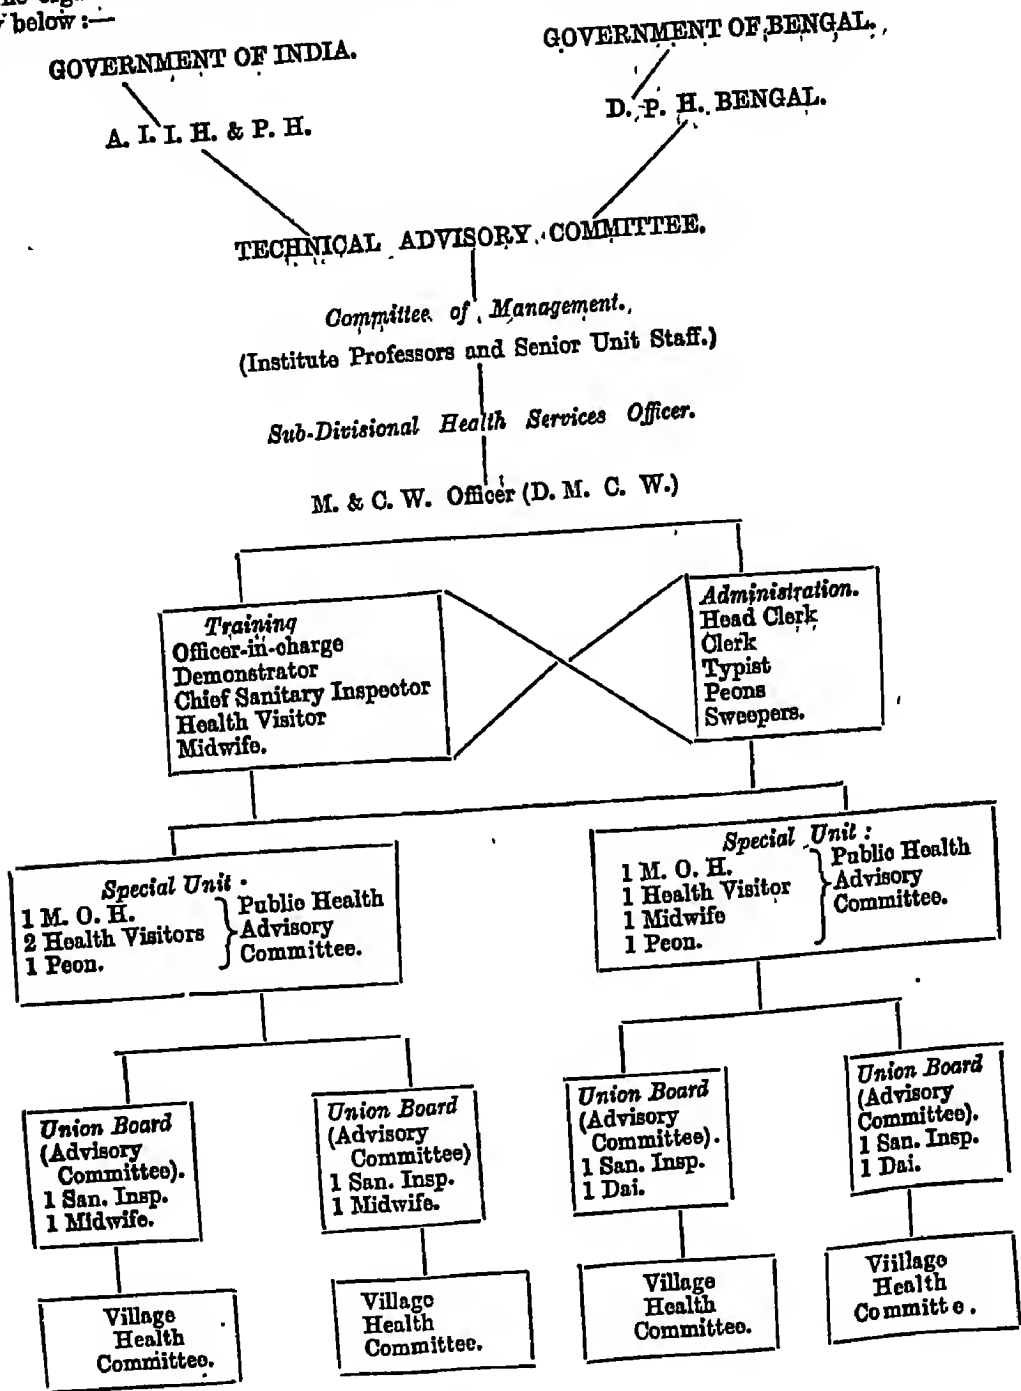 below :—
GOVERNMENT OF INDIA.
GOVERNMENT OF BENGAL.
A. I. I. H. & P. H.
D. P. H. BENGAL.
TECHNICAL ADVISORY COMMITTEE.
Committee of Management.
(Institute Professors and Senior Unit Staff.)
Sub-Divisional Health Services Officer.
M. & C. W. Officer (D. M. C. W.)
Training
Officer-in-charge
Demonstrator
Chief Sanitary Inspector
Health Visitor
Midwife.
Administration.
Head Clerk
Clerk
Typist
Peons
Sweepers.
Special Unit.
1 M. O. H.
2 Health Visitors
1 Peon.
Public Health
Advisory
Committee.
Special Unit :
1 M. O. H.
1 Health Visitor
1 Midwife
1 Peon.
Public Health
Advisory
Committee.
Union Board
(Advisory
Committee).
1 San. Insp.
1 Midwife.
Union Board
(Advisory
Committee)
1 San. Insp.
1 Midwife.
Union Board
(Advisory
Committee).
1 San. Insp.
1 Dai.
Union Board
(Advisory
Committee).
1 San. Insp.
1 Dai.
Village
Health
Committee.
Village
Health
Committee.
Village
Health
Committee.
Viillage
Health
Committ e.